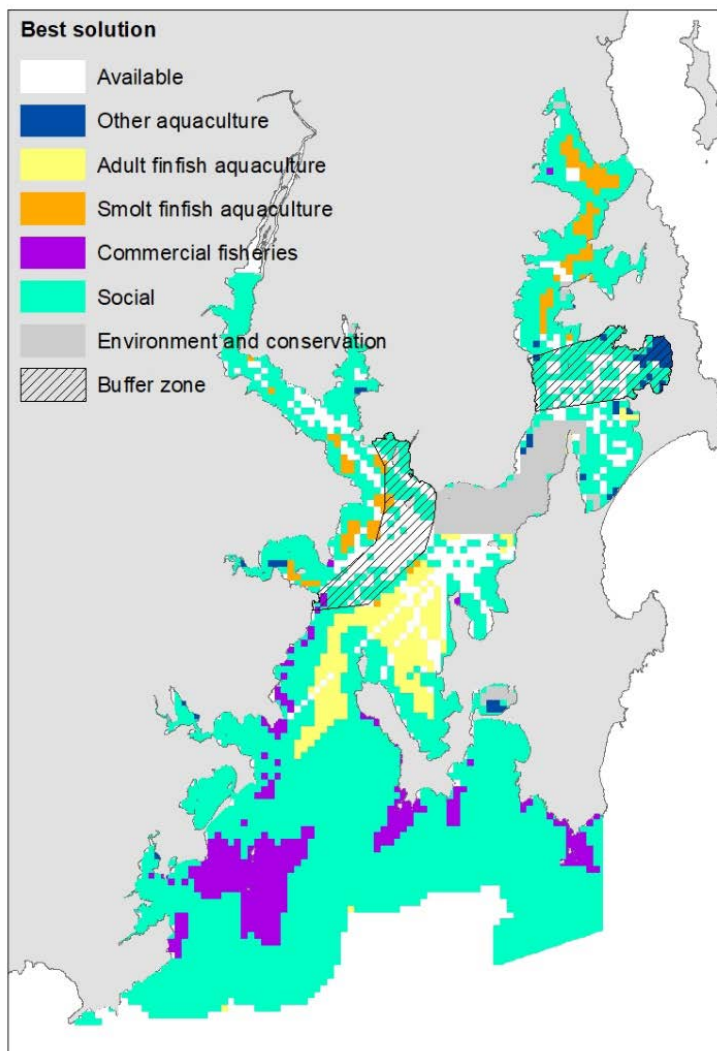 Best solution
Available
Other aquaculture
Adult finfish aquaculture
Smolt finfish aquaculture
Commercial fisheries
Social
Environment and conservation
Buffer zone